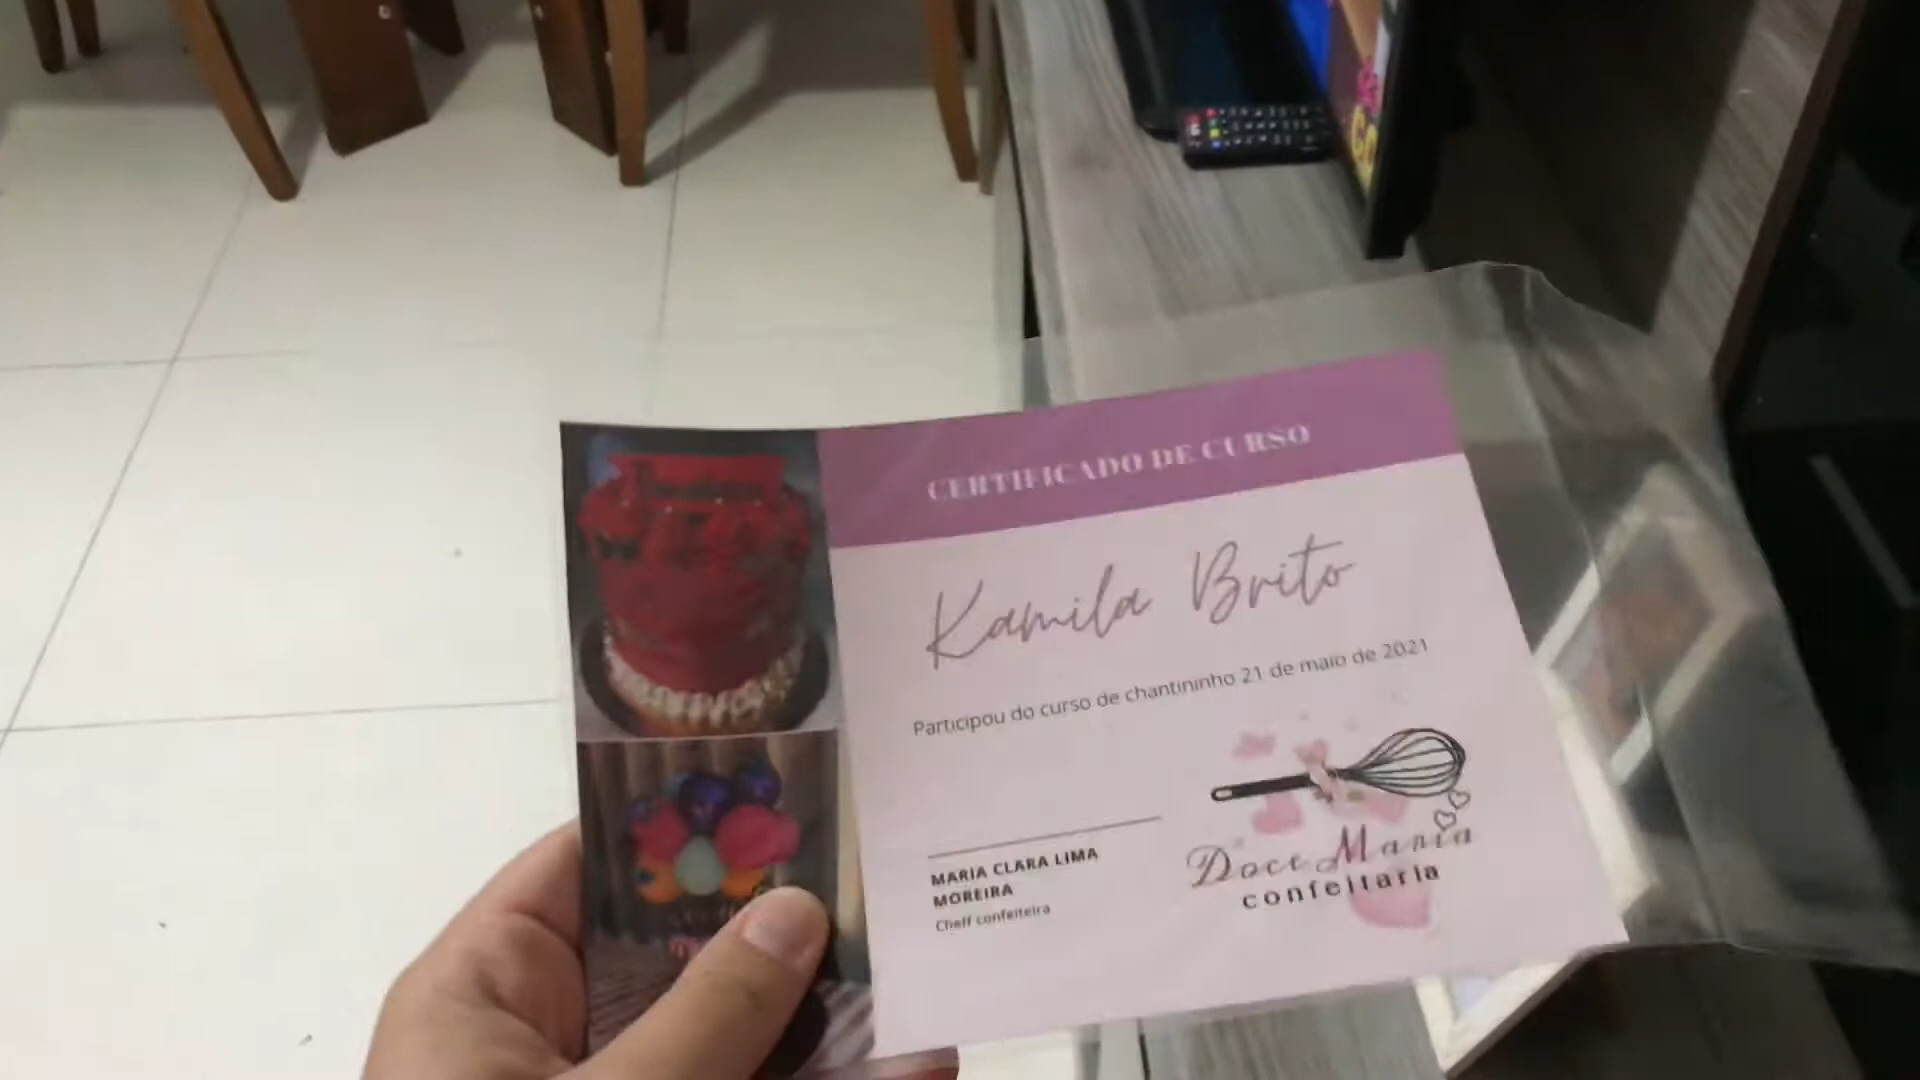 CERTIFICADO DE CURSO
Kamila Brito
Participou do curso de chantininho 21 de maio de 2021
MARIA CLARA LIMA
MOREIRA
Cheff confeiteira
Doce Maria
confeitaria